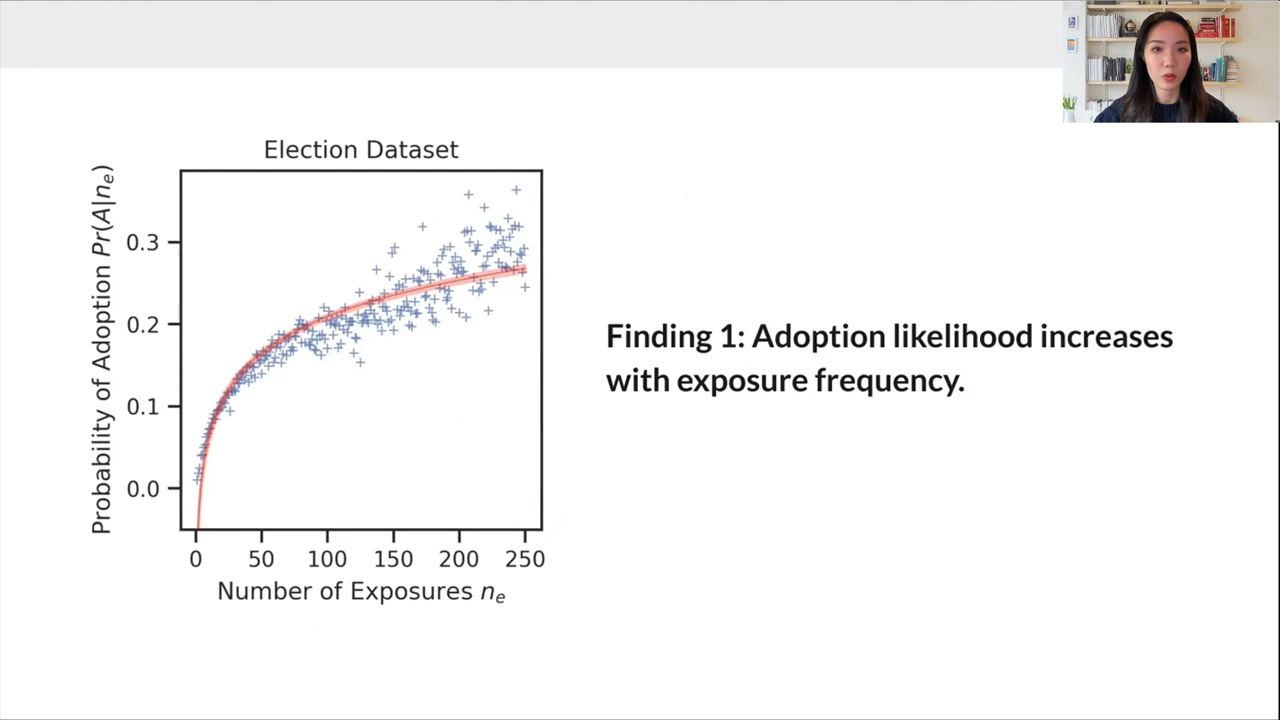 Election Dataset
Probability of Adoption Pr(A|nₑ)
0.3
0.2
0.1
0.0
0 50 100 150 200 250
Number of Exposures nₑ
Finding 1: Adoption likelihood increases
with exposure frequency.